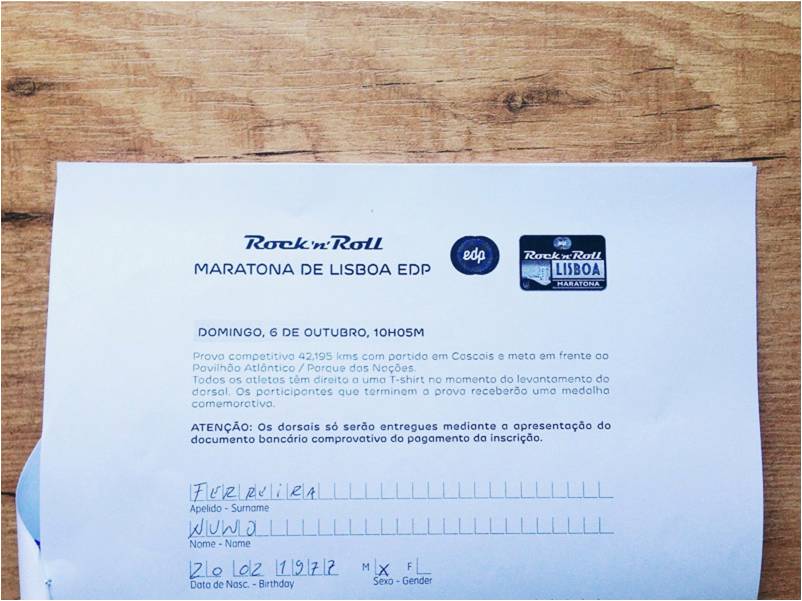 Rock'n'Roll
MARATONA DE LISBOA EDP
edp
Rock'n'Roll
LISBOA
MARATONA
DOMINGO, 6 DE OUTUBRO, 10H05M
Prova competitiva 42,195 kms com partida em Cascais e meta em frente ao
Pavilhão Atlântico / Parque das Nações.
Todos os atletas têm direito a uma T-shirt no momento do levantamento do
dorsal. Os participantes que terminem a prova receberão uma medalha
comemorativa.
ATENÇÃO: Os dorsais só serão entregues mediante a apresentação do
documento bancário comprovativo do pagamento da inscrição.
FERREIRA
Apelido - Surname
NUNO
Nome - Name
20021977 M X F
Data de Nasc. - Birthday Sexo - Gender